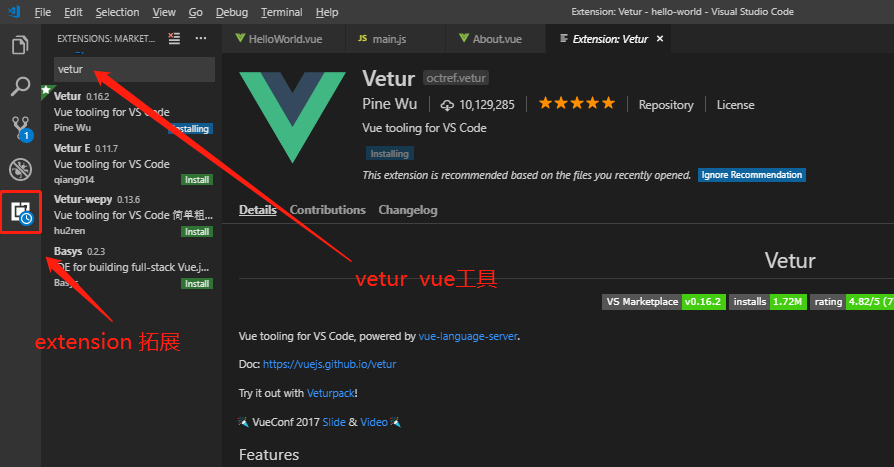 File Edit Selection View Go Debug Terminal Help
Extension: Vetur - hello-world - Visual Studio Code
EXTENSIONS: MARKET...
HelloWorld.vue
JS main.js
About.vue
Extension: Vetur
vetur
Vetur 0.16.2
Vue tooling for VS Code
Pine Wu
Installing
Vetur E 0.11.7
Vue tooling for VS Code
qiang014
Install
Vetur-wepy 0.13.6
Vue tooling for VS Code 简单粗...
hu2ren
Install
Basys 0.2.3
IDE for building full-stack Vue.j...
Basys
Install
1
extension 拓展
Vetur octref.vetur
Pine Wu 10,129,285 Repository License
Vue tooling for VS Code
Installing
This extension is recommended based on the files you recently opened. Ignore Recommendation
Details Contributions Changelog
Vetur
vetur vue工具
VS Marketplace v0.16.2 installs 1.72M rating 4.82/5 (7
Vue tooling for VS Code, powered by vue-language-server.
Doc: https://vuejs.github.io/vetur
Try it out with Veturpack!
VueConf 2017 Slide & Video
Features